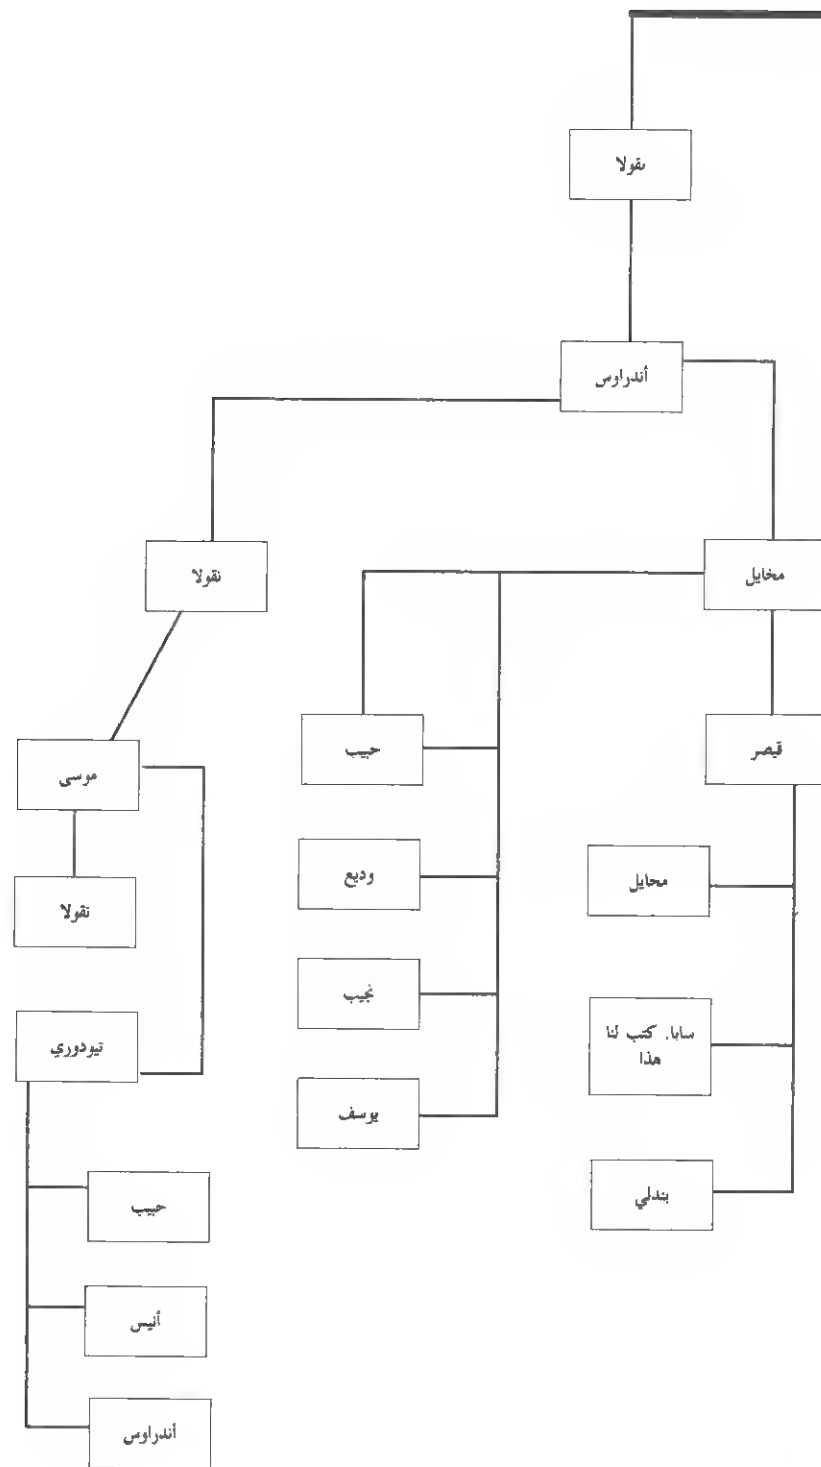 نقولا
أندراوس
مخايل
نقولا
قيصر
حبيب
موسى
مخايل
وديع
نقولا
نجيب
سابا. كتب لنا
هذا
تيودوري
يوسف
بندلي
حبيب
أنيس
أندراوس